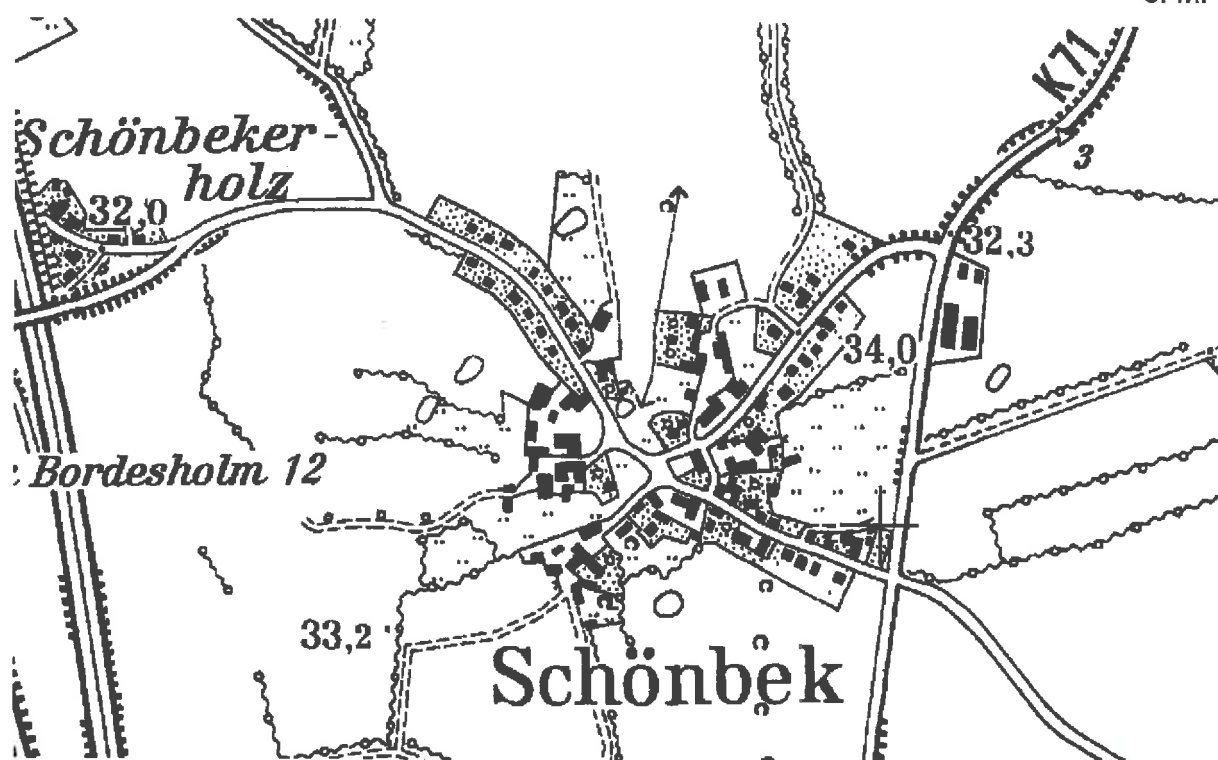 K71
Schönbeker-
holz
3
32,0
32,3
34,0
Bordesholm 12
33,2
Schönbek